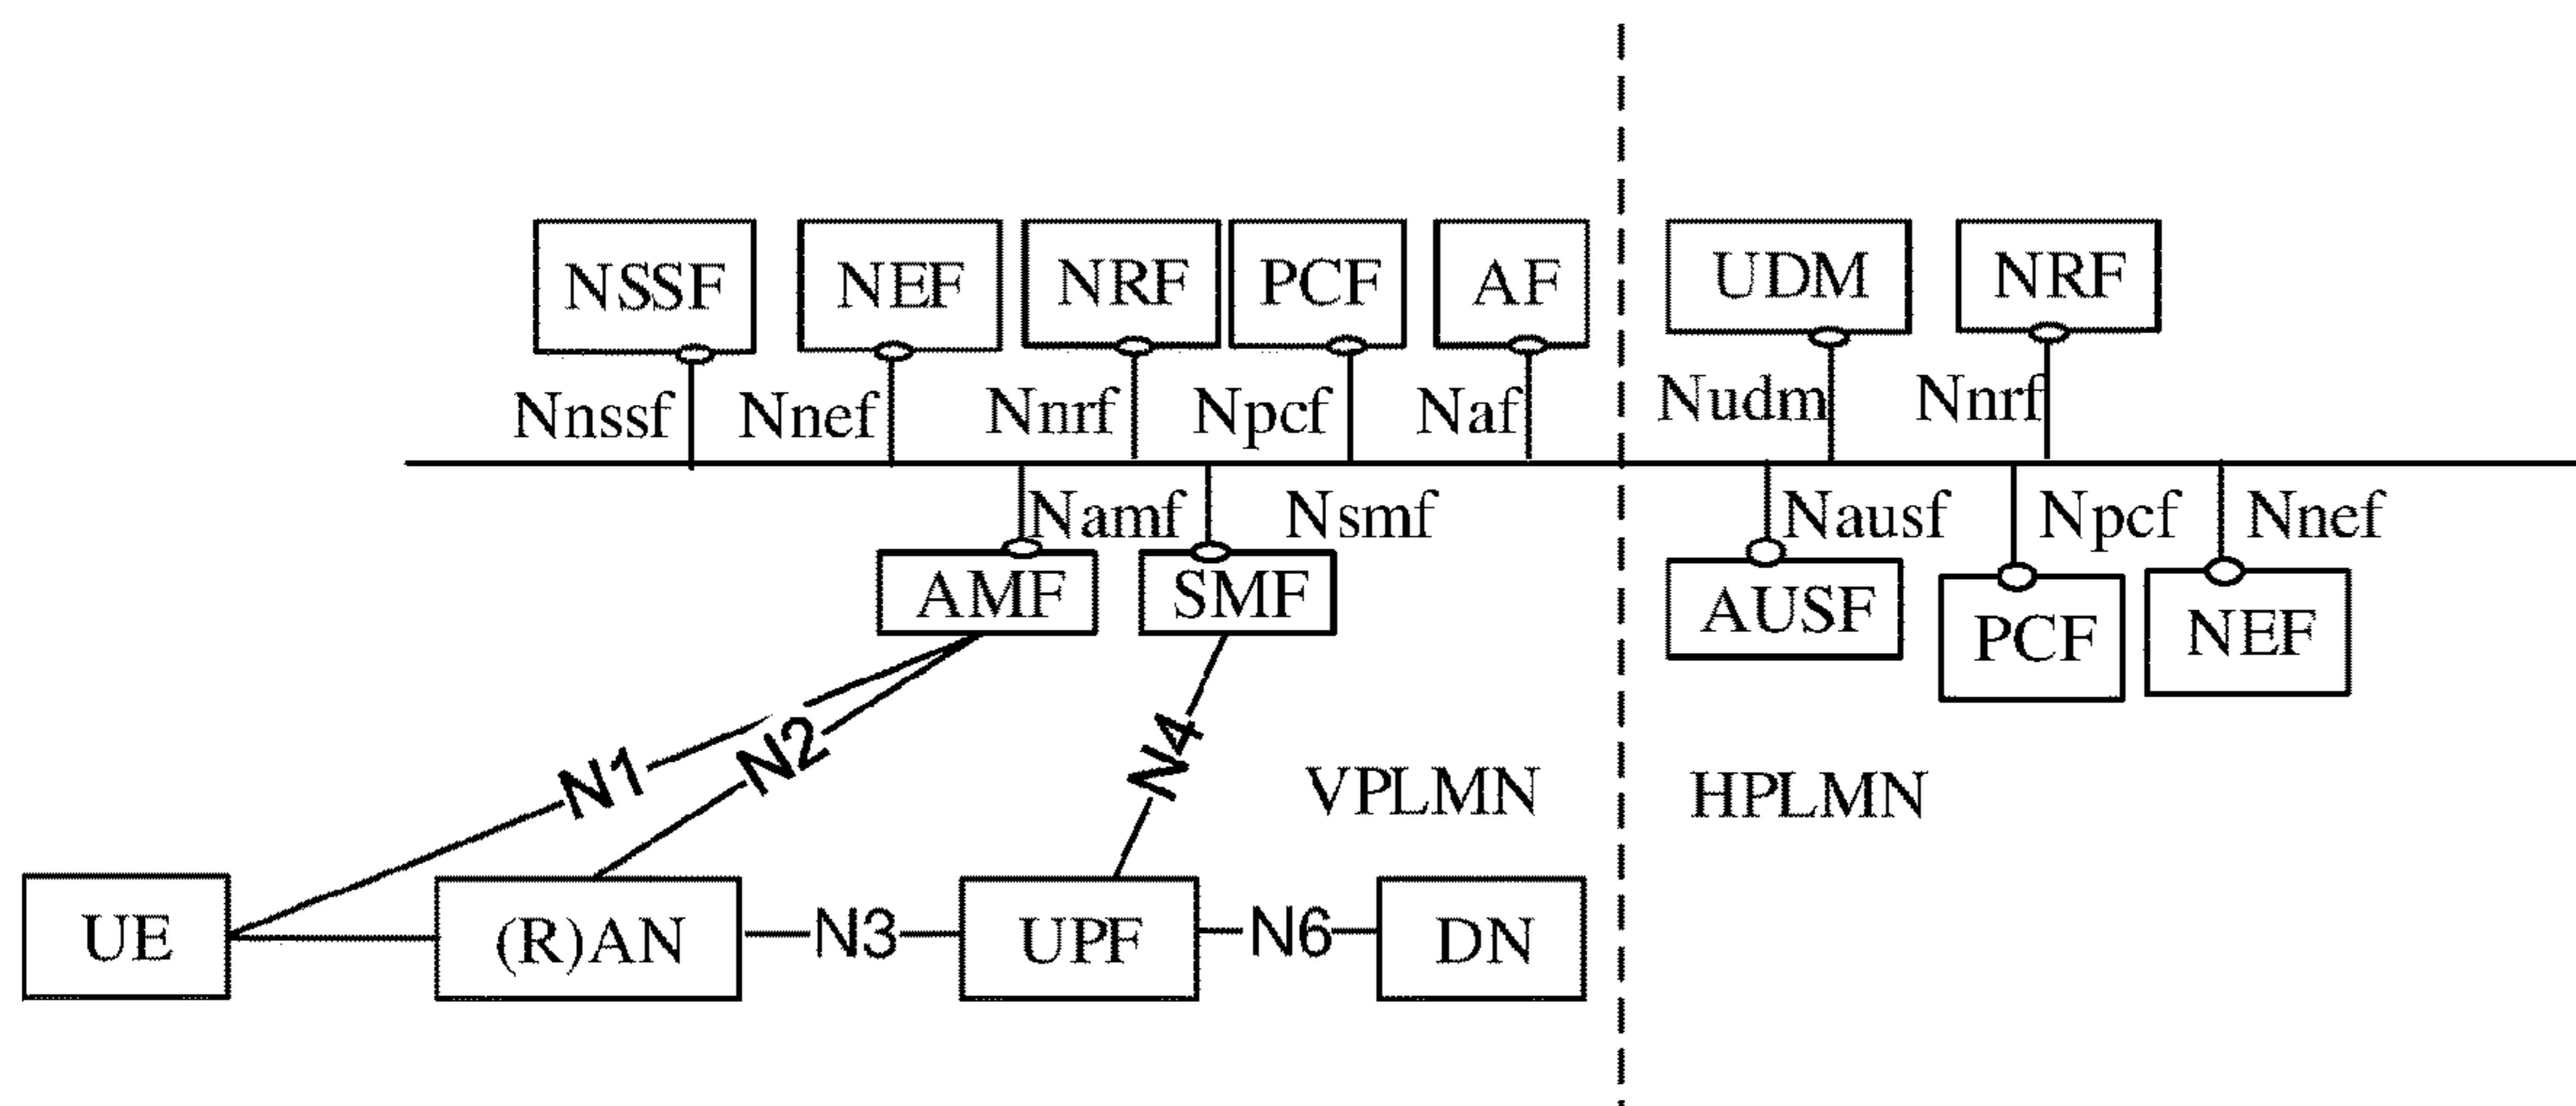 NSSF NEF NRF PCF AF UDM NRF
Nnssf Nnef Nnrf Npcf Naf Nudm Nnrf
Namf Nsmf Nausf Npcf Nnef
AMF SMF AUSF PCF NEF
N1 N2 N4 VPLMN HPLMN
UE (R)AN N3 UPF N6 DN